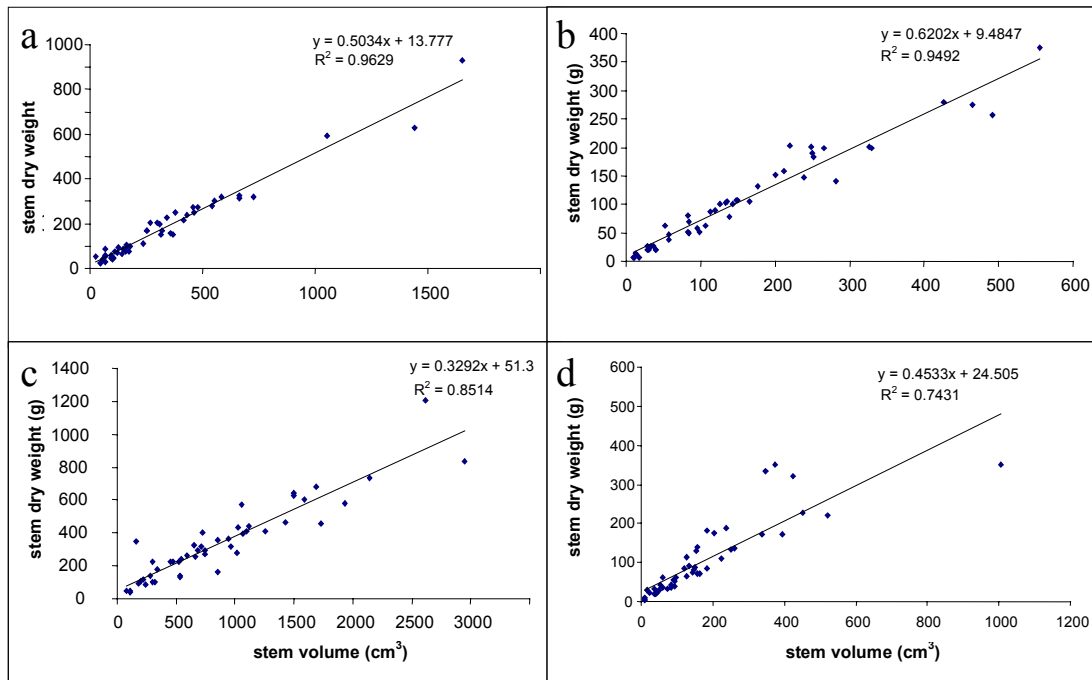 a
y = 0.5034x + 13.777
R² = 0.9629
stem dry weight
1000
800
600
400
200
0
0 500 1000 1500
b
y = 0.6202x + 9.4847
R² = 0.9492
stem dry weight (g)
400
350
300
250
200
150
100
50
0
0 100 200 300 400 500 600
c
y = 0.3292x + 51.3
R² = 0.8514
stem dry weight (g)
1400
1200
1000
800
600
400
200
0
0 500 1000 1500 2000 2500 3000
stem volume (cm³)
d
y = 0.4533x + 24.505
R² = 0.7431
stem dry weight (g)
600
500
400
300
200
100
0
0 200 400 600 800 1000 1200
stem volume (cm³)